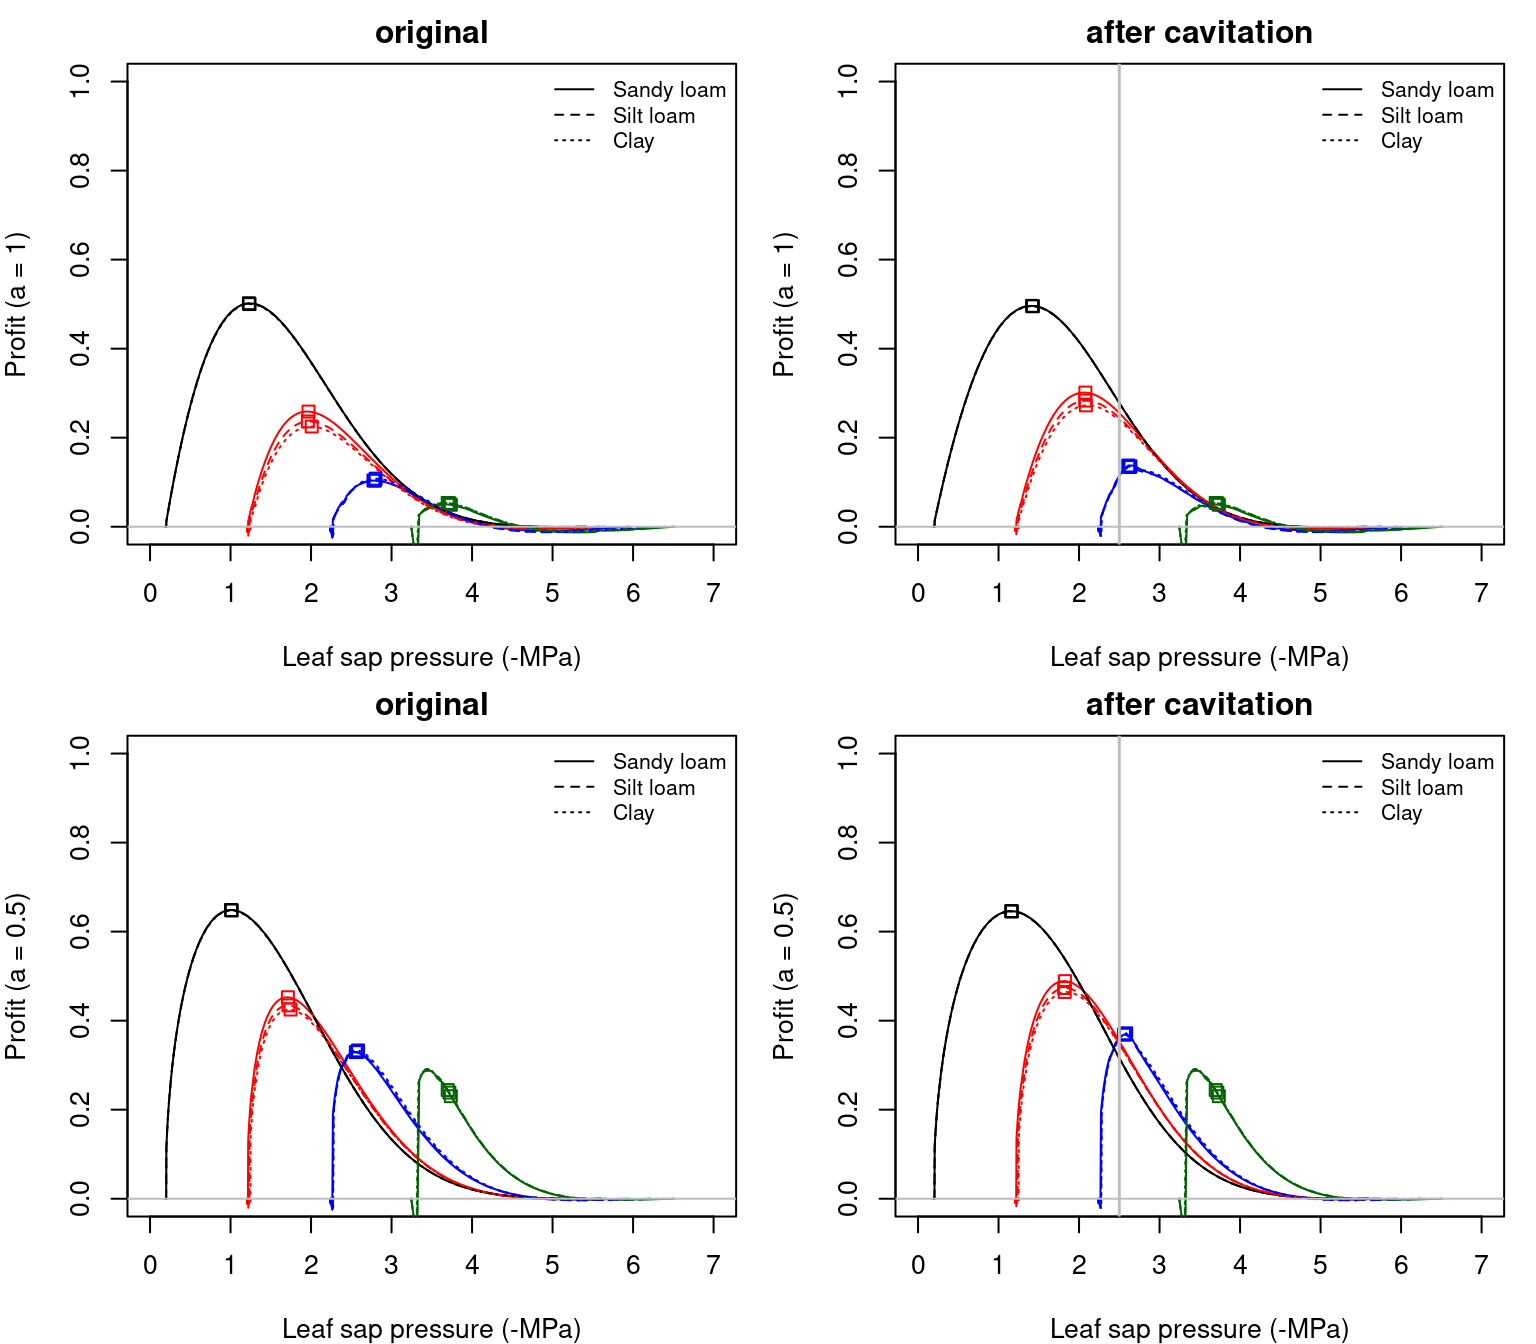 original
Sandy loam
Silt loam
Clay
Profit (a = 1)
1.0
0.8
0.6
0.4
0.2
0.0
0 1 2 3 4 5 6 7
Leaf sap pressure (-MPa)
after cavitation
Sandy loam
Silt loam
Clay
Profit (a = 1)
1.0
0.8
0.6
0.4
0.2
0.0
0 1 2 3 4 5 6 7
Leaf sap pressure (-MPa)
original
Sandy loam
Silt loam
Clay
Profit (a = 0.5)
1.0
0.8
0.6
0.4
0.2
0.0
0 1 2 3 4 5 6 7
Leaf sap pressure (-MPa)
after cavitation
Sandy loam
Silt loam
Clay
Profit (a = 0.5)
1.0
0.8
0.6
0.4
0.2
0.0
0 1 2 3 4 5 6 7
Leaf sap pressure (-MPa)